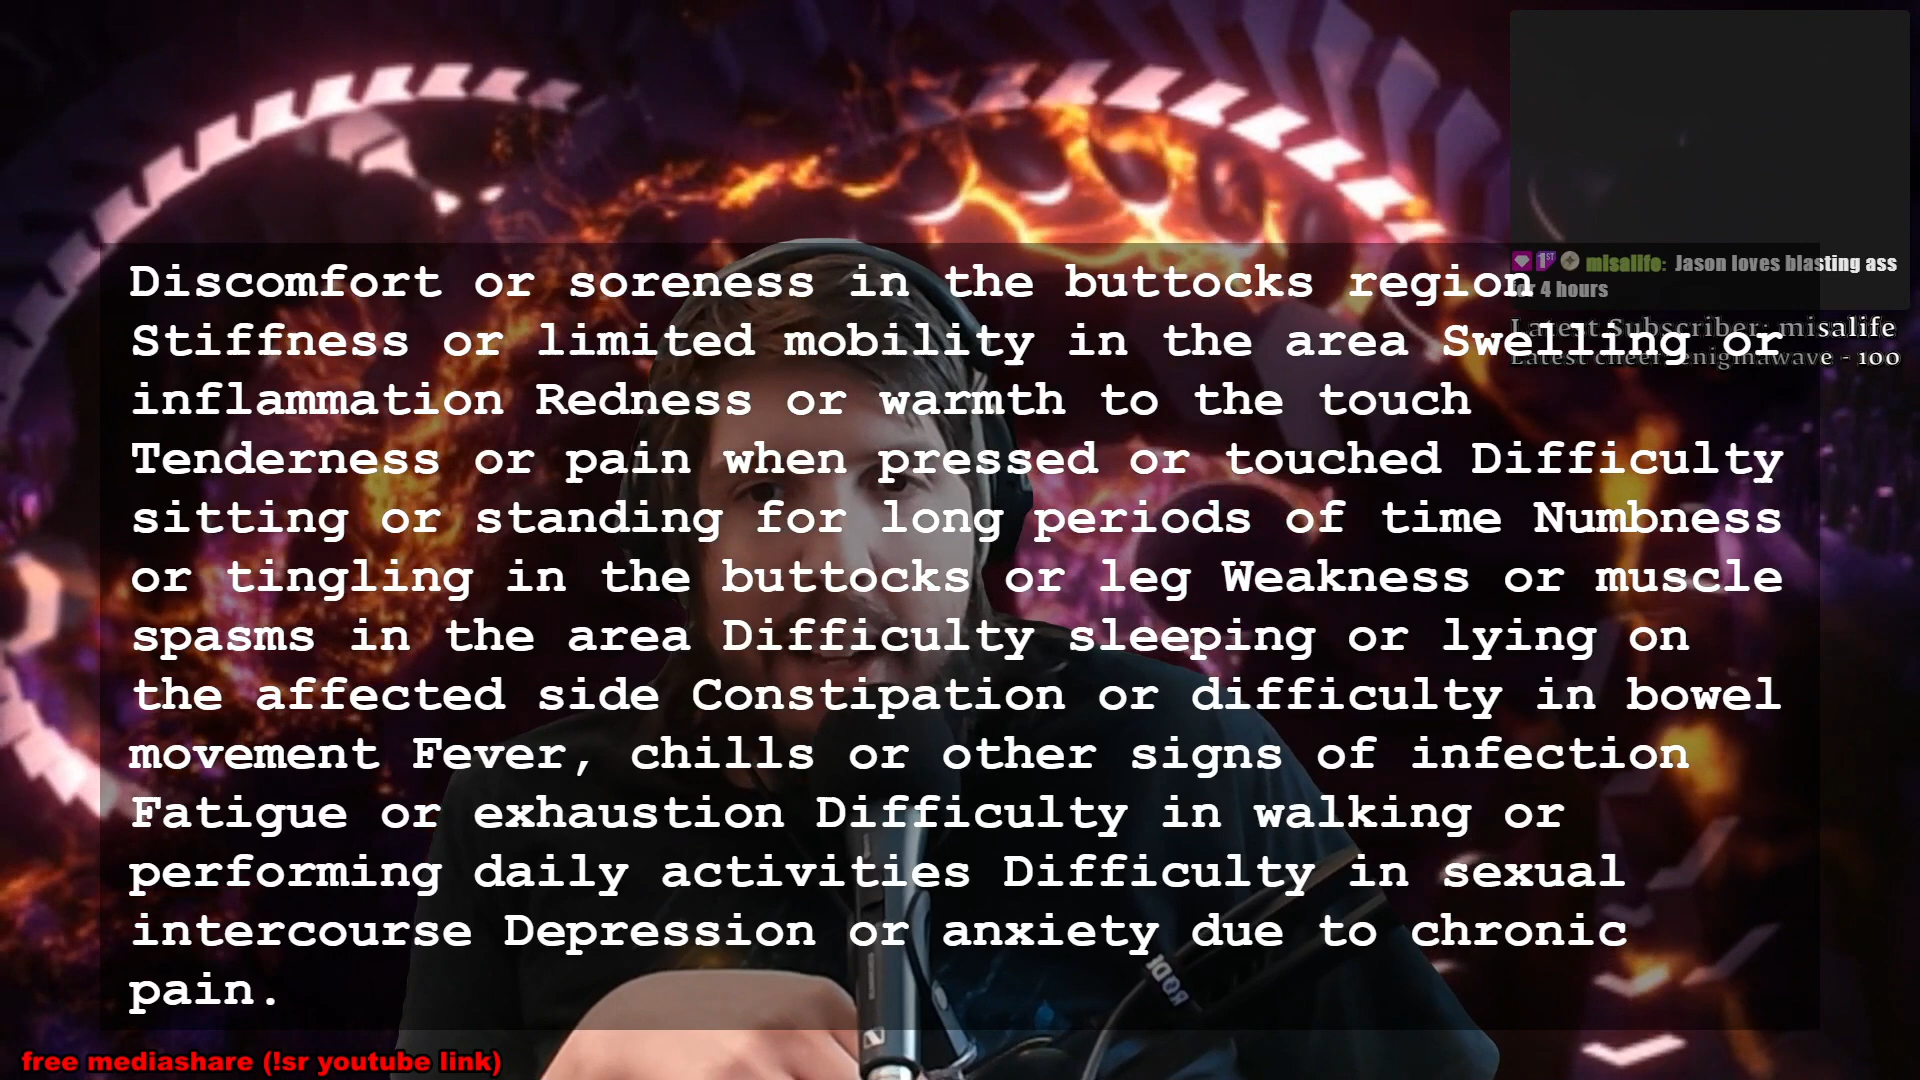 Discomfort or soreness in the buttocks region
Stiffness or limited mobility in the area Swelling or
inflammation Redness or warmth to the touch
Tenderness or pain when pressed or touched Difficulty
sitting or standing for long periods of time Numbness
or tingling in the buttocks or leg Weakness or muscle
spasms in the area Difficulty sleeping or lying on
the affected side Constipation or difficulty in bowel
movement Fever, chills or other signs of infection
Fatigue or exhaustion Difficulty in walking or
performing daily activities Difficulty in sexual
intercourse Depression or anxiety due to chronic
pain.
1ST misalife: Jason loves blasting ass
for 4 hours
Latest Subscriber: misalife
Latest cheer: enigmawave - 100
RODE
free mediashare (!sr youtube link)